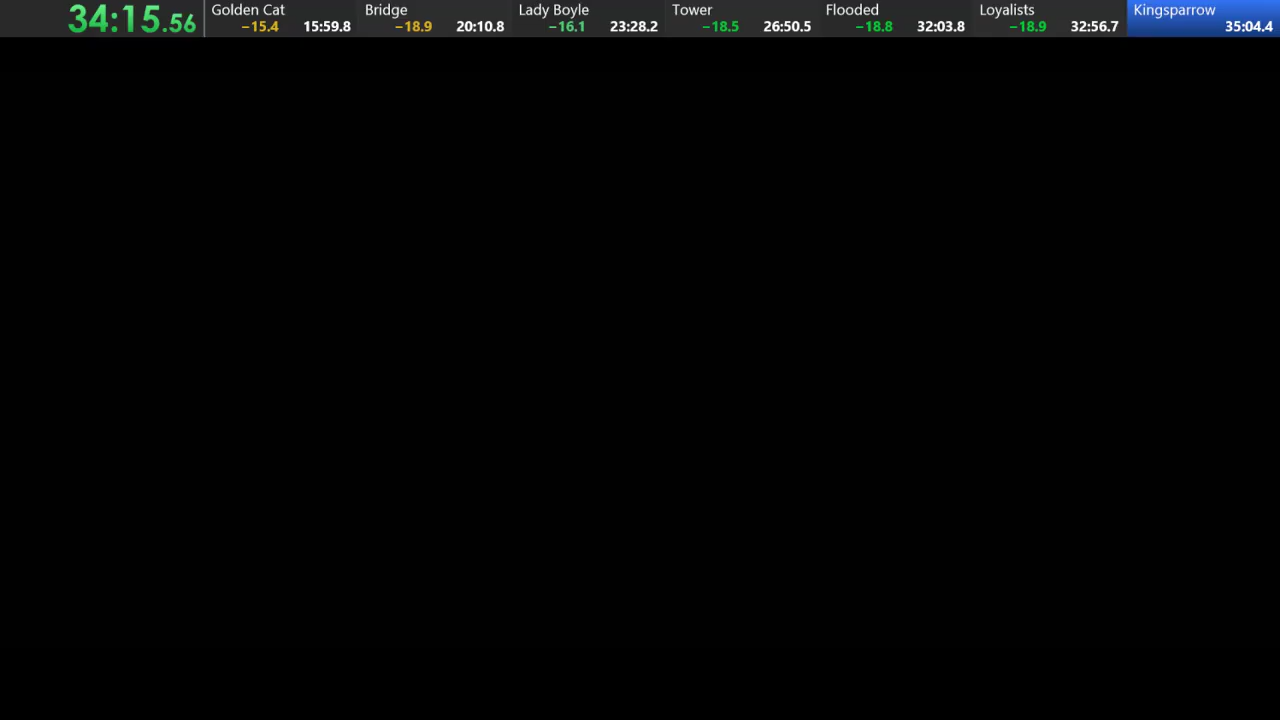 34:15.56
Golden Cat
−15.4 15:59.8
Bridge
−18.9 20:10.8
Lady Boyle
−16.1 23:28.2
Tower
−18.5 26:50.5
Flooded
−18.8 32:03.8
Loyalists
−18.9 32:56.7
Kingsparrow
35:04.4